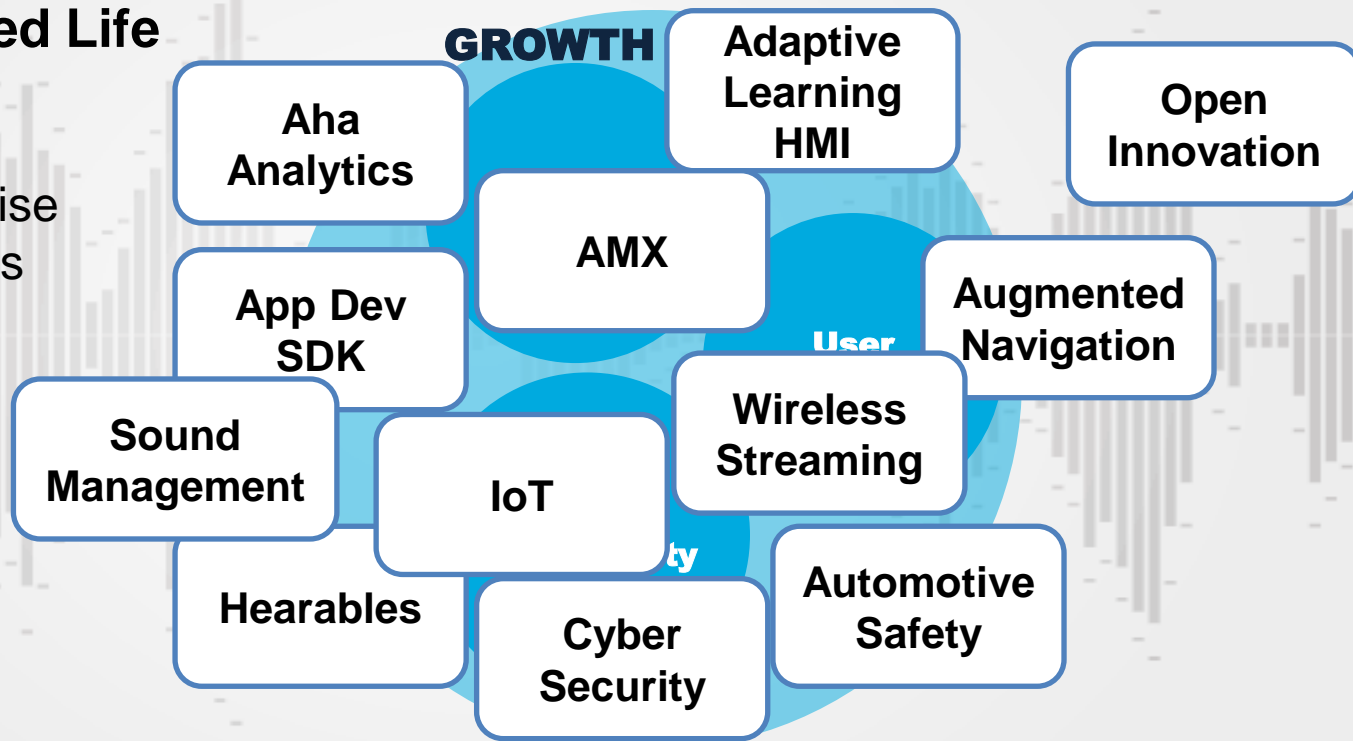 ed Life
GROWTH
Adaptive
Learning
HMI
Open
Innovation
Aha
Analytics
ise
s
AMX
App Dev
SDK
User
Augmented
Navigation
Wireless
Streaming
Sound
Management
IoT
ty
Hearables
Cyber
Security
Automotive
Safety